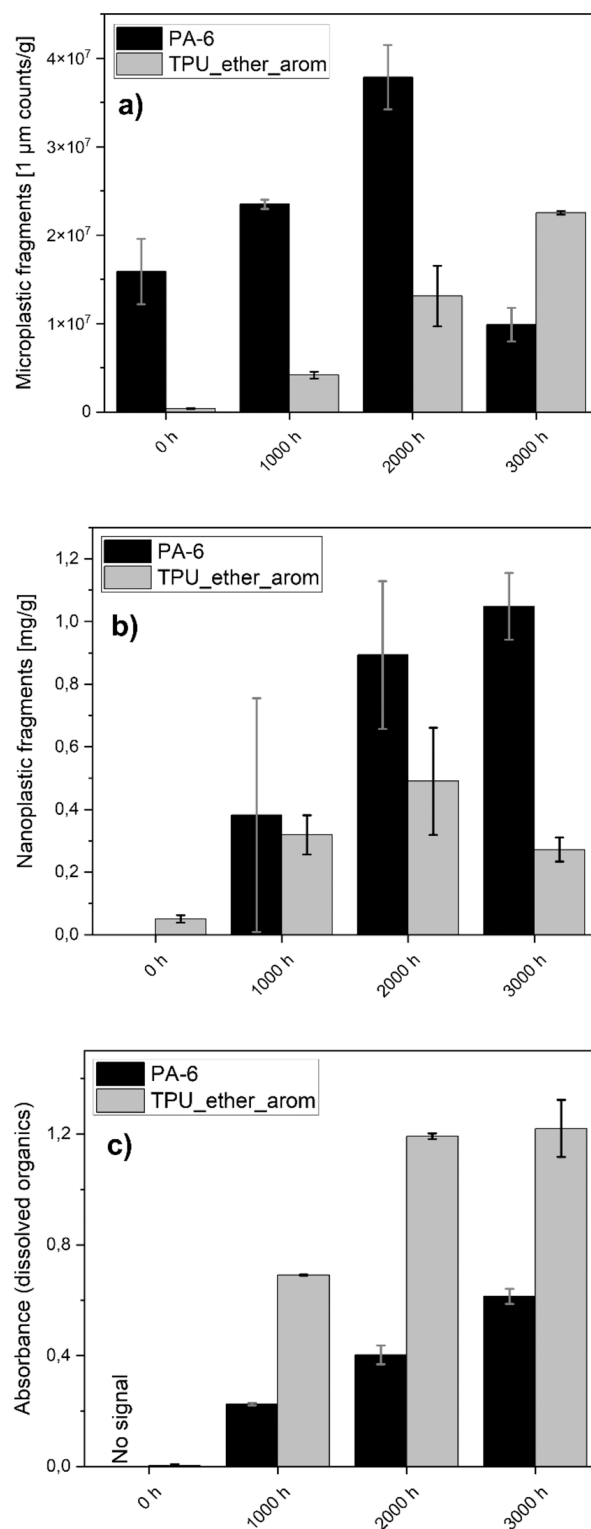 PA-6
TPU_ether_arom
a)
Microplastic fragments [1 µm counts/g]
4×10⁷
3×10⁷
2×10⁷
1×10⁷
0
0 h
1000 h
2000 h
3000 h
PA-6
TPU_ether_arom
b)
Nanoplastic fragments [mg/g]
1,2
1,0
0,8
0,6
0,4
0,2
0,0
0 h
1000 h
2000 h
3000 h
PA-6
TPU_ether_arom
c)
Absorbance (dissolved organics)
1,2
0,8
0,4
0,0
No signal
0 h
1000 h
2000 h
3000 h